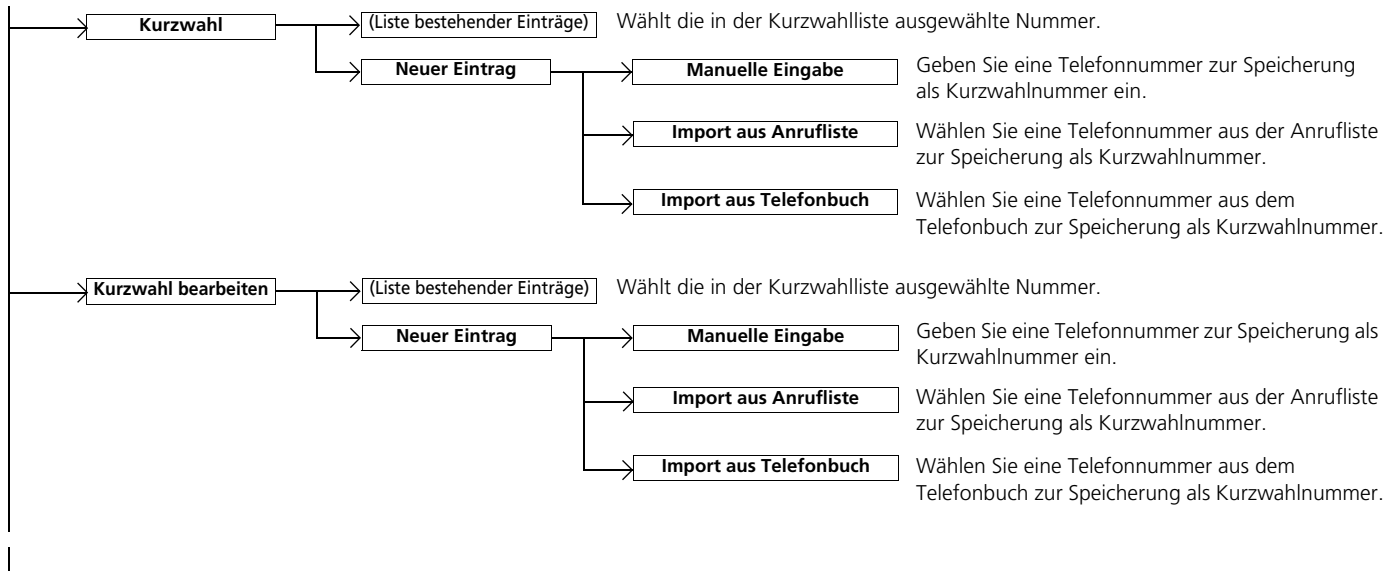 Kurzwahl
(Liste bestehender Einträge)
Wählt die in der Kurzwahlliste ausgewählte Nummer.
Neuer Eintrag
Manuelle Eingabe
Geben Sie eine Telefonnummer zur Speicherung
als Kurzwahlnummer ein.
Import aus Anrufliste
Wählen Sie eine Telefonnummer aus der Anrufliste
zur Speicherung als Kurzwahlnummer.
Import aus Telefonbuch
Wählen Sie eine Telefonnummer aus dem
Telefonbuch zur Speicherung als Kurzwahlnummer.
Kurzwahl bearbeiten
(Liste bestehender Einträge)
Wählt die in der Kurzwahlliste ausgewählte Nummer.
Neuer Eintrag
Manuelle Eingabe
Geben Sie eine Telefonnummer zur Speicherung als
Kurzwahlnummer ein.
Import aus Anrufliste
Wählen Sie eine Telefonnummer aus der Anrufliste
zur Speicherung als Kurzwahlnummer.
Import aus Telefonbuch
Wählen Sie eine Telefonnummer aus dem
Telefonbuch zur Speicherung als Kurzwahlnummer.